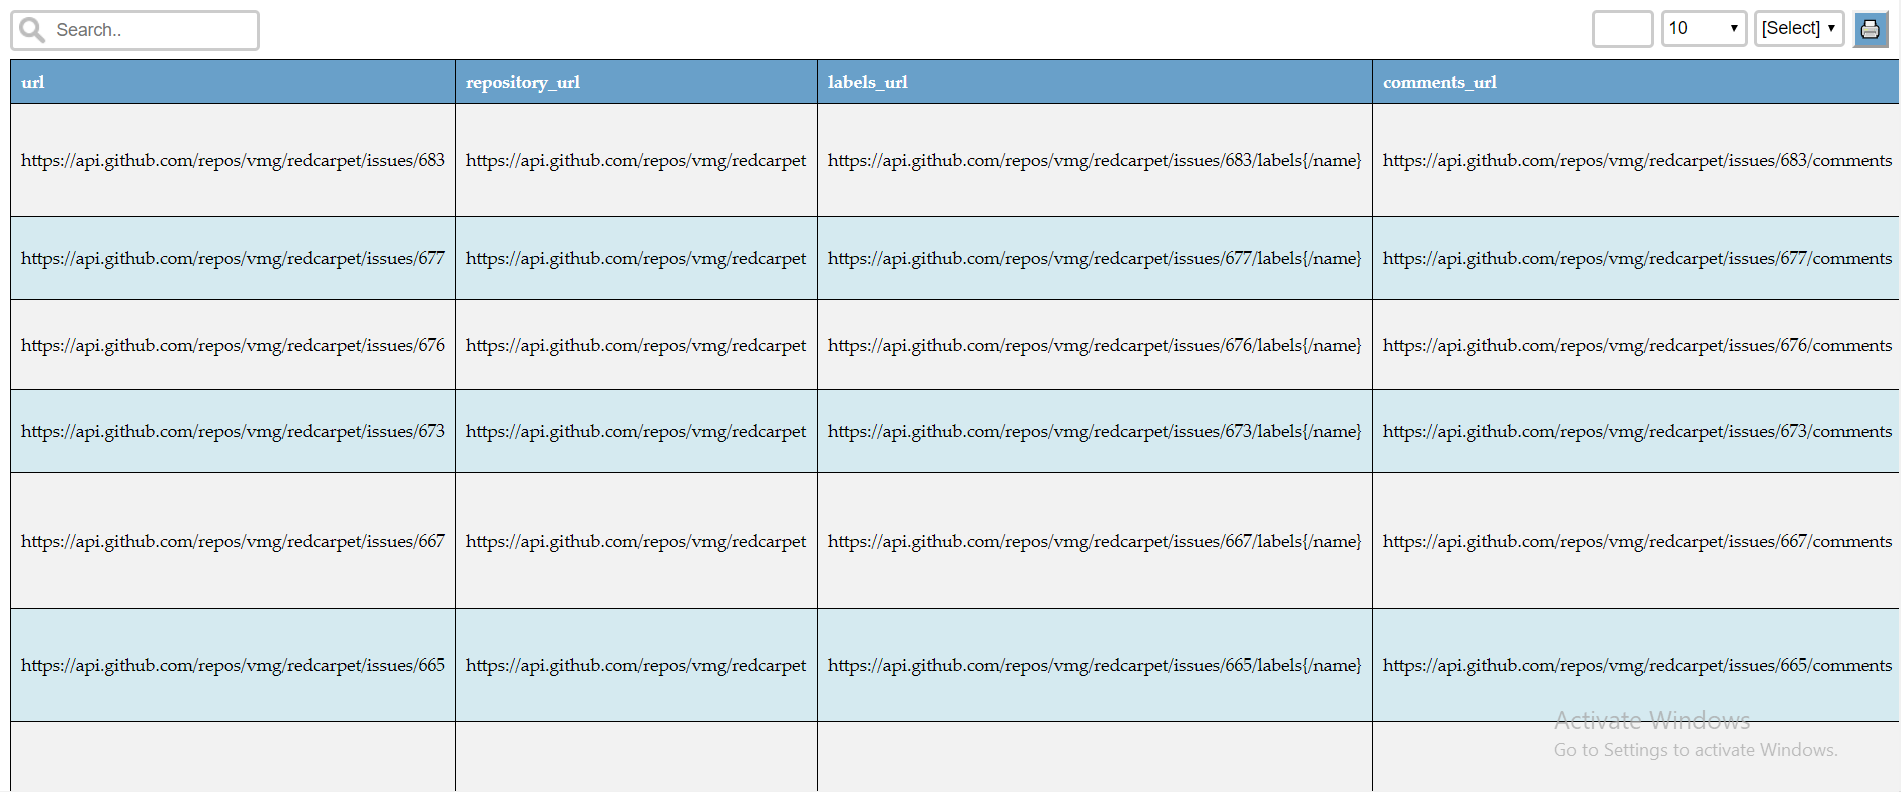 Search..
10
[Select]
url repository_url labels_url comments_url
https://api.github.com/repos/vmg/redcarpet/issues/683 https://api.github.com/repos/vmg/redcarpet https://api.github.com/repos/vmg/redcarpet/issues/683/labels{/name} https://api.github.com/repos/vmg/redcarpet/issues/683/comments
https://api.github.com/repos/vmg/redcarpet/issues/677 https://api.github.com/repos/vmg/redcarpet https://api.github.com/repos/vmg/redcarpet/issues/677/labels{/name} https://api.github.com/repos/vmg/redcarpet/issues/677/comments
https://api.github.com/repos/vmg/redcarpet/issues/676 https://api.github.com/repos/vmg/redcarpet https://api.github.com/repos/vmg/redcarpet/issues/676/labels{/name} https://api.github.com/repos/vmg/redcarpet/issues/676/comments
https://api.github.com/repos/vmg/redcarpet/issues/673 https://api.github.com/repos/vmg/redcarpet https://api.github.com/repos/vmg/redcarpet/issues/673/labels{/name} https://api.github.com/repos/vmg/redcarpet/issues/673/comments
https://api.github.com/repos/vmg/redcarpet/issues/667 https://api.github.com/repos/vmg/redcarpet https://api.github.com/repos/vmg/redcarpet/issues/667/labels{/name} https://api.github.com/repos/vmg/redcarpet/issues/667/comments
https://api.github.com/repos/vmg/redcarpet/issues/665 https://api.github.com/repos/vmg/redcarpet https://api.github.com/repos/vmg/redcarpet/issues/665/labels{/name} https://api.github.com/repos/vmg/redcarpet/issues/665/comments
Activate Windows
Go to Settings to activate Windows.